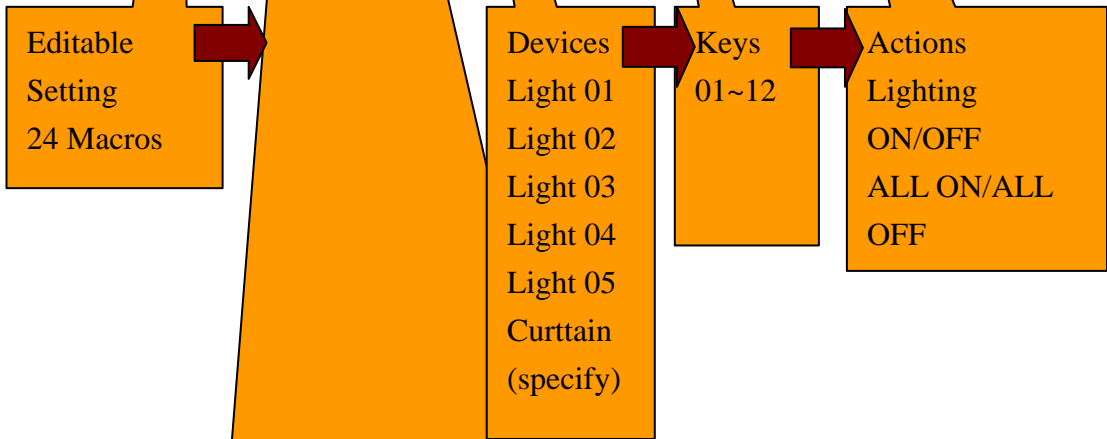 Editable
Setting
24 Macros
Devices
Light 01
Light 02
Light 03
Light 04
Light 05
Curttain
(specify)
Keys
01~12
Actions
Lighting
ON/OFF
ALL ON/ALL
OFF